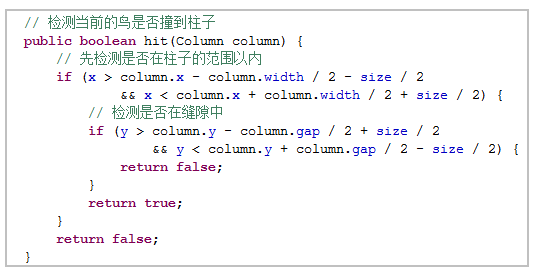 // 检测当前的鸟是否撞到柱子
public boolean hit(Column column) {
    // 先检测是否在柱子的范围以内
    if (x > column.x - column.width / 2 - size / 2
            && x < column.x + column.width / 2 + size / 2) {
        // 检测是否在缝隙中
        if (y > column.y - column.gap / 2 + size / 2
                && y < column.y + column.gap / 2 - size / 2) {
            return false;
        }
        return true;
    }
    return false;
}